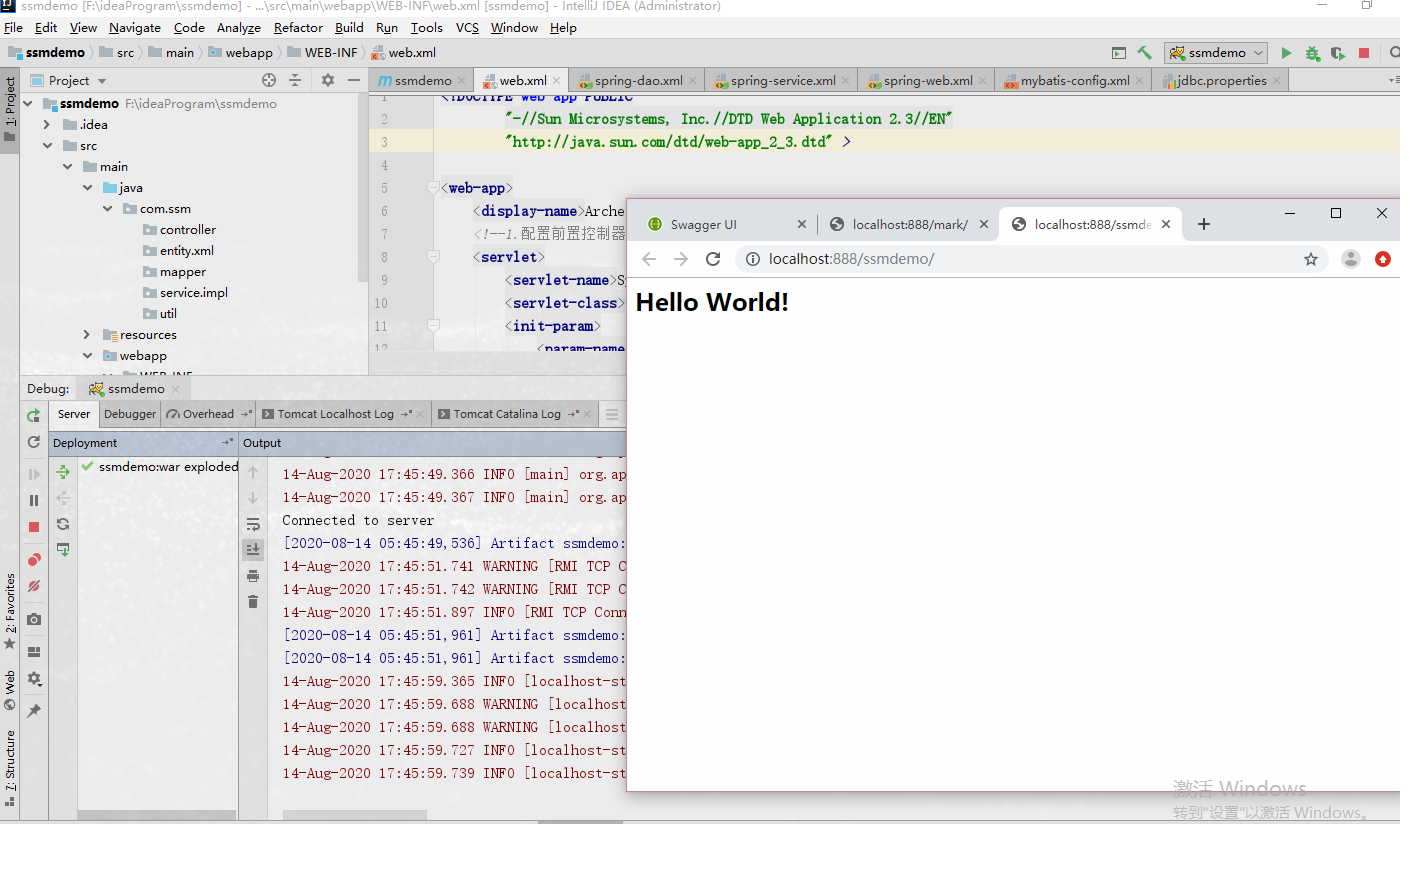 ssmdemo [F:\ideaProgram\ssmdemo] - ...\src\main\webapp\WEB-INF\web.xml [ssmdemo] - IntelliJ IDEA (Administrator)
File Edit View Navigate Code Analyze Refactor Build Run Tools VCS Window Help
ssmdemo src main webapp WEB-INF web.xml
ssmdemo
1: Project
Project
ssmdemo web.xml spring-dao.xml spring-service.xml spring-web.xml mybatis-config.xml jdbc.properties
ssmdemo F:\ideaProgram\ssmdemo
.idea
src
main
java
com.ssm
controller
entity.xml
mapper
service.impl
util
resources
webapp
WEB-INF
1 <!DOCTYPE web-app PUBLIC
2 "-//Sun Microsystems, Inc.//DTD Web Application 2.3//EN"
3 "http://java.sun.com/dtd/web-app_2_3.dtd" >
4
5 <web-app>
6 <display-name>Arche
7 <!--1.配置前置控制器
8 <servlet>
9 <servlet-name>S
10 <servlet-class>
11 <init-param>
12 <param-name
Swagger UI localhost:888/mark/ localhost:888/ssmde
localhost:888/ssmdemo/
Hello World!
Debug: ssmdemo
Server Debugger Overhead Tomcat Localhost Log Tomcat Catalina Log
Deployment Output
ssmdemo:war exploded
14-Aug-2020 17:45:49.366 INFO [main] org.ap
14-Aug-2020 17:45:49.367 INFO [main] org.ap
Connected to server
[2020-08-14 05:45:49,536] Artifact ssmdemo:
14-Aug-2020 17:45:51.741 WARNING [RMI TCP C
14-Aug-2020 17:45:51.742 WARNING [RMI TCP C
14-Aug-2020 17:45:51.897 INFO [RMI TCP Conn
[2020-08-14 05:45:51,961] Artifact ssmdemo:
[2020-08-14 05:45:51,961] Artifact ssmdemo:
14-Aug-2020 17:45:59.365 INFO [localhost-st
14-Aug-2020 17:45:59.688 WARNING [localhost
14-Aug-2020 17:45:59.688 WARNING [localhost
14-Aug-2020 17:45:59.727 INFO [localhost-st
14-Aug-2020 17:45:59.739 INFO [localhost-st
2: Favorites
Web
7: Structure
激活 Windows
转到"设置"以激活 Windows。